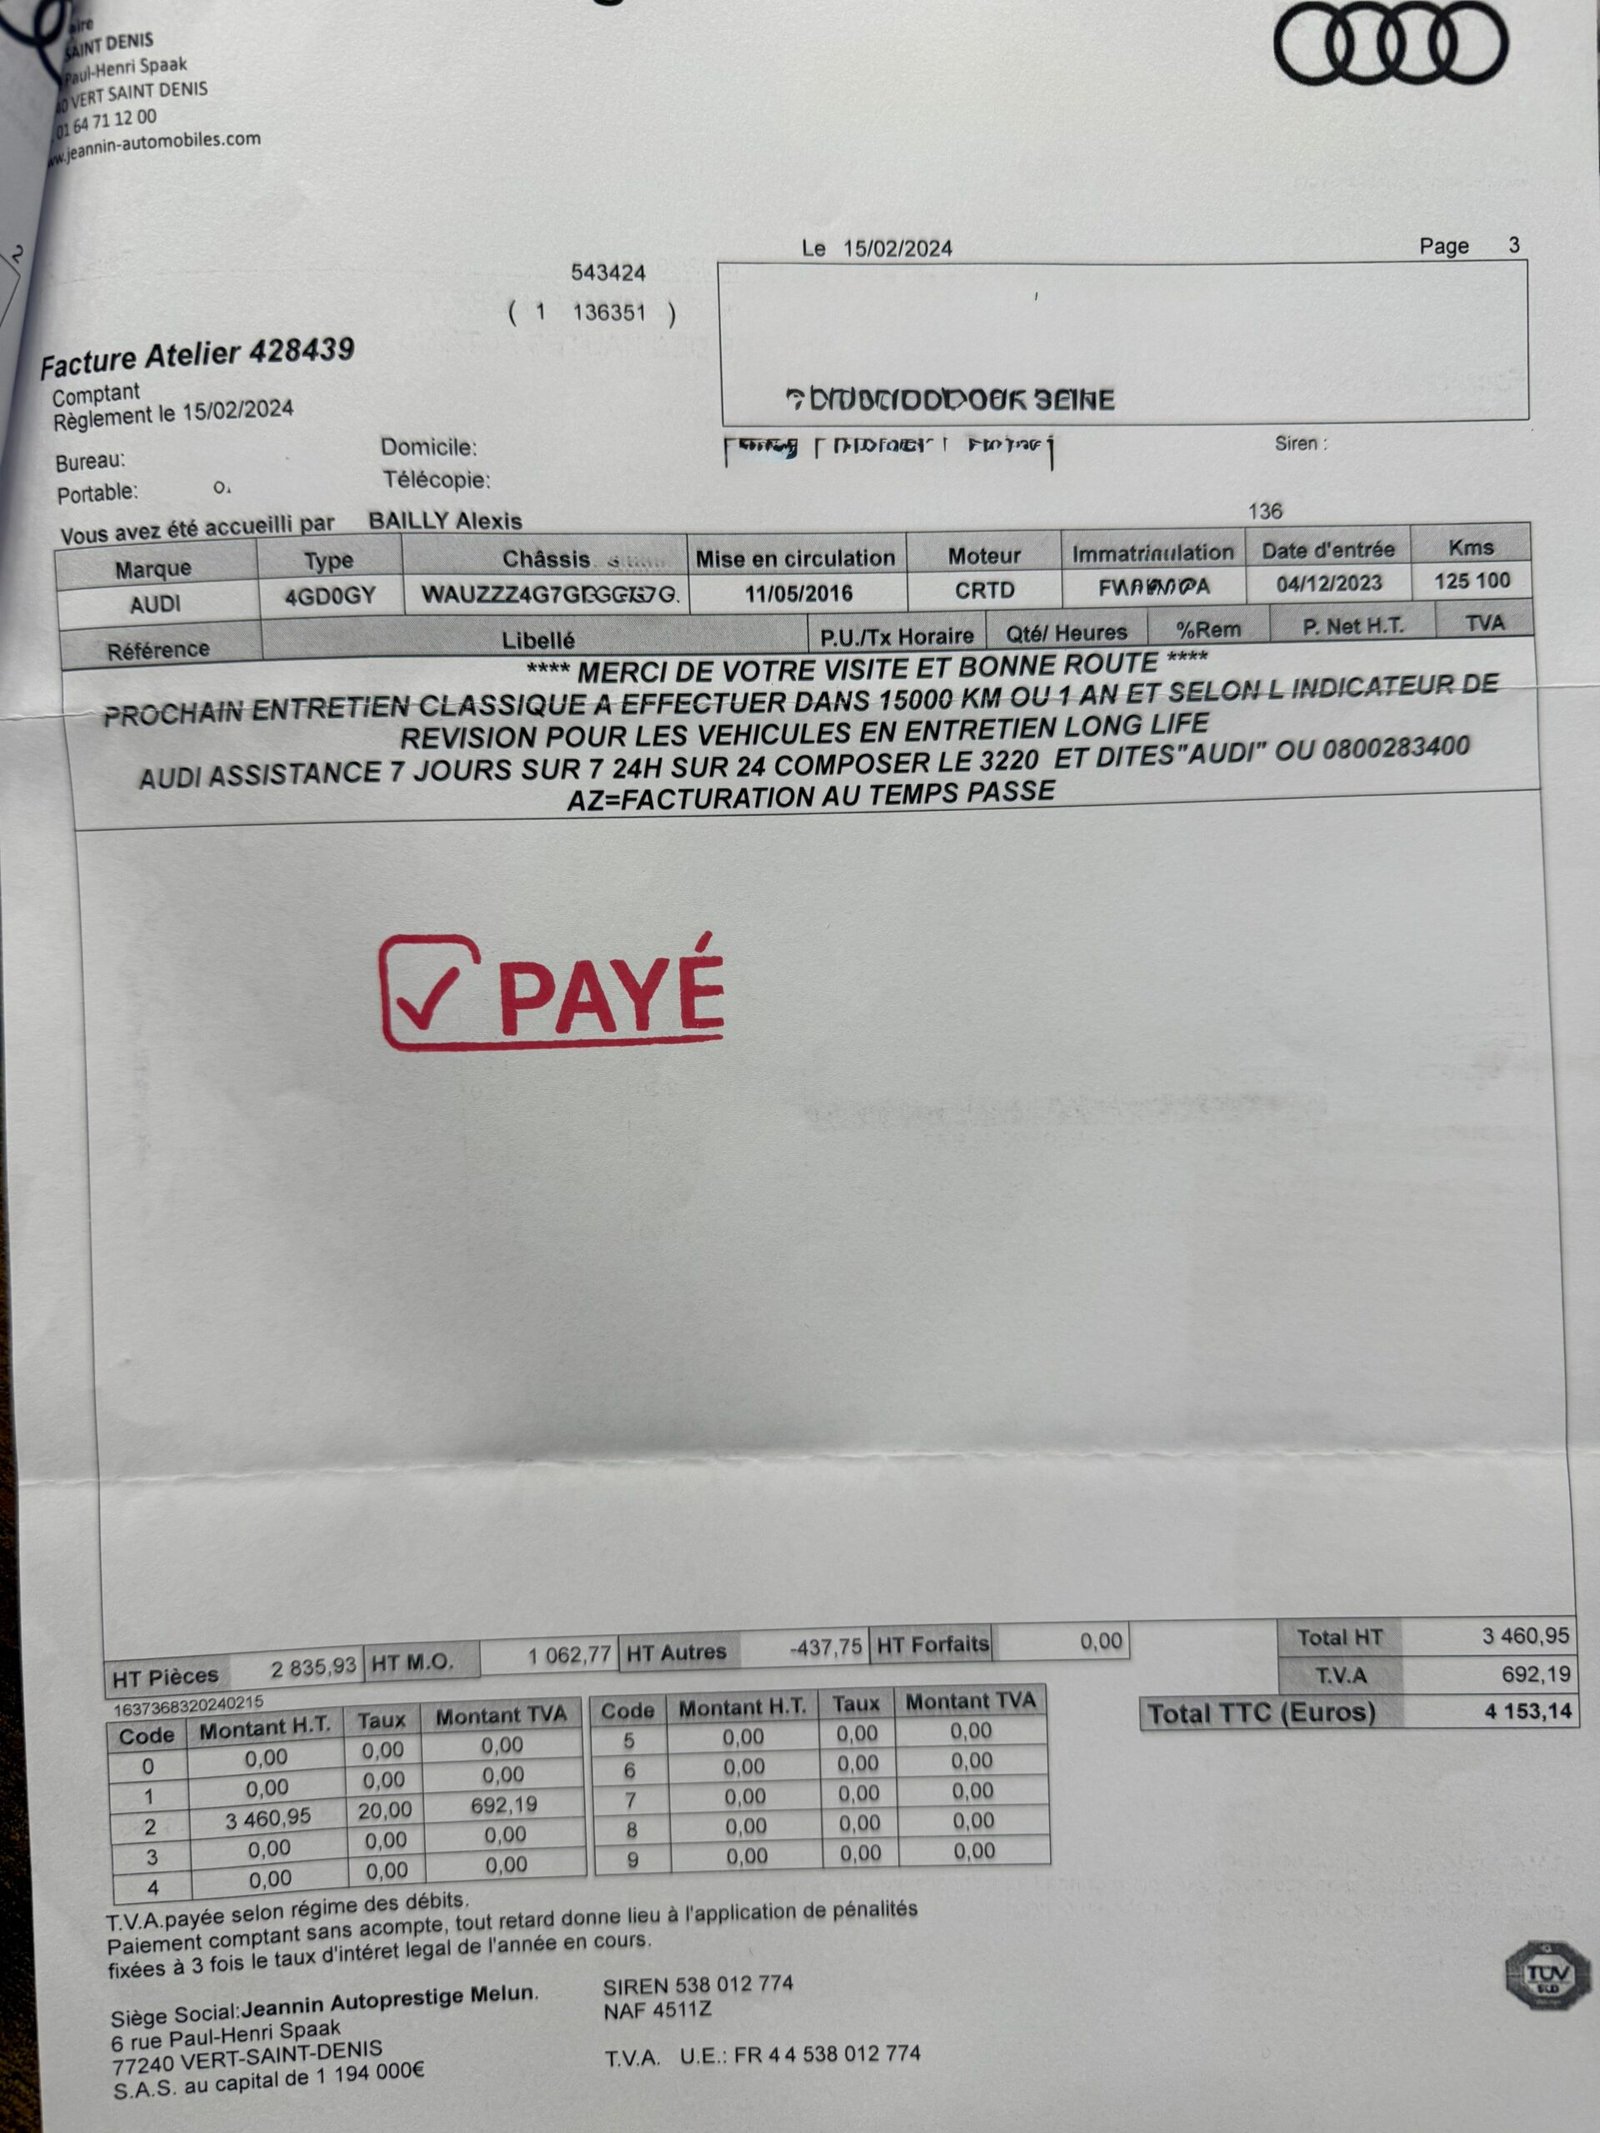 SAINT DENIS
Paul-Henri Spaak
VERT SAINT DENIS
01 64 71 12 00
jeannin-automobiles.com
2
Le 15/02/2024
Page 3
543424
( 1 136351 )
Facture Atelier 428439
Comptant
Règlement le 15/02/2024
SEINE
Bureau:
Domicile:
Siren :
Portable:
Télécopie:
136
Vous avez été accueilli par BAILLY Alexis
Marque Type Châssis Mise en circulation Moteur Immatriculation Date d'entrée Kms
AUDI 4GD0GY 11/05/2016 CRTD 04/12/2023 125 100
Référence Libellé P.U./Tx Horaire Qté/ Heures %Rem P. Net H.T. TVA
**** MERCI DE VOTRE VISITE ET BONNE ROUTE ****
PROCHAIN ENTRETIEN CLASSIQUE A EFFECTUER DANS 15000 KM OU 1 AN ET SELON L INDICATEUR DE
REVISION POUR LES VEHICULES EN ENTRETIEN LONG LIFE
AUDI ASSISTANCE 7 JOURS SUR 7 24H SUR 24 COMPOSER LE 3220 ET DITES"AUDI" OU 0800283400
AZ=FACTURATION AU TEMPS PASSE
PAYÉ
HT Pièces 2 835,93 HT M.O. 1 062,77 HT Autres -437,75 HT Forfaits 0,00
Total HT 3 460,95
T.V.A 692,19
Total TTC (Euros) 4 153,14
1637368320240215
Code Montant H.T. Taux Montant TVA Code Montant H.T. Taux Montant TVA
0 0,00 0,00 0,00 5 0,00 0,00 0,00
1 0,00 0,00 0,00 6 0,00 0,00 0,00
2 3 460,95 20,00 692,19 7 0,00 0,00 0,00
3 0,00 0,00 0,00 8 0,00 0,00 0,00
4 0,00 0,00 0,00 9 0,00 0,00 0,00
T.V.A.payée selon régime des débits.
Paiement comptant sans acompte, tout retard donne lieu à l'application de pénalités
fixées à 3 fois le taux d'intéret legal de l'année en cours.
Siège Social:Jeannin Autoprestige Melun.
6 rue Paul-Henri Spaak
77240 VERT-SAINT-DENIS
S.A.S. au capital de 1 194 000€
SIREN 538 012 774
NAF 4511Z
T.V.A. U.E.: FR 4 4 538 012 774
TÜV